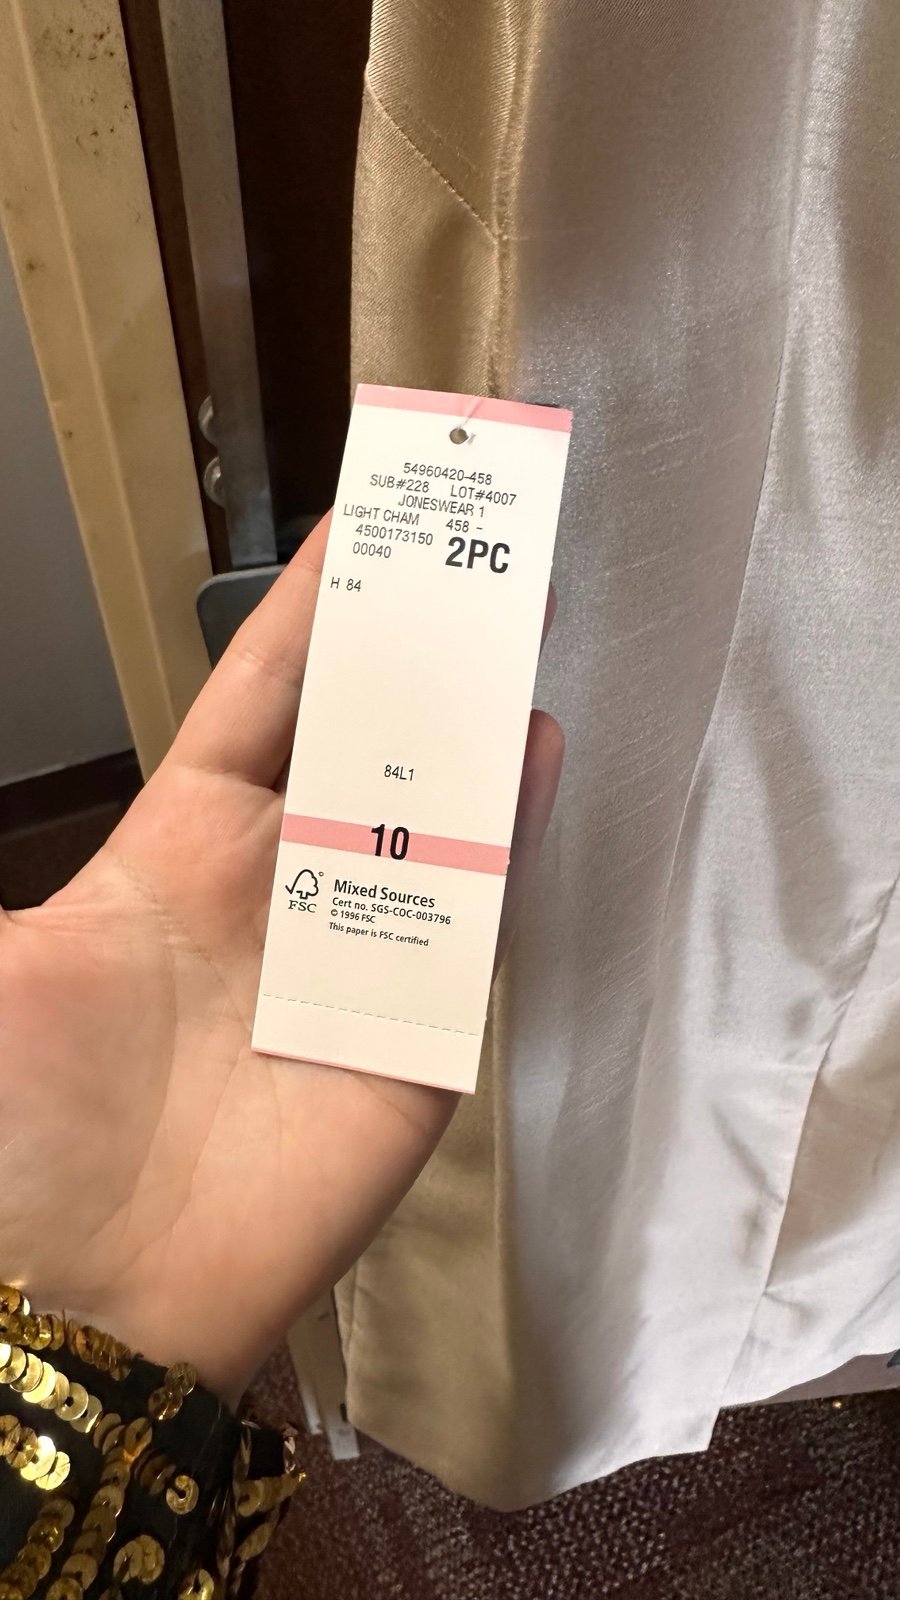 54960420-458
SUB#228 LOT#4007
JONESWEAR 1
LIGHT CHAM 458 -
4500173150
2PC
00040
H 84
84L1
10
FSC
Mixed Sources
Cert no. SGS-COC-003796
© 1996 FSC
This paper is FSC certified